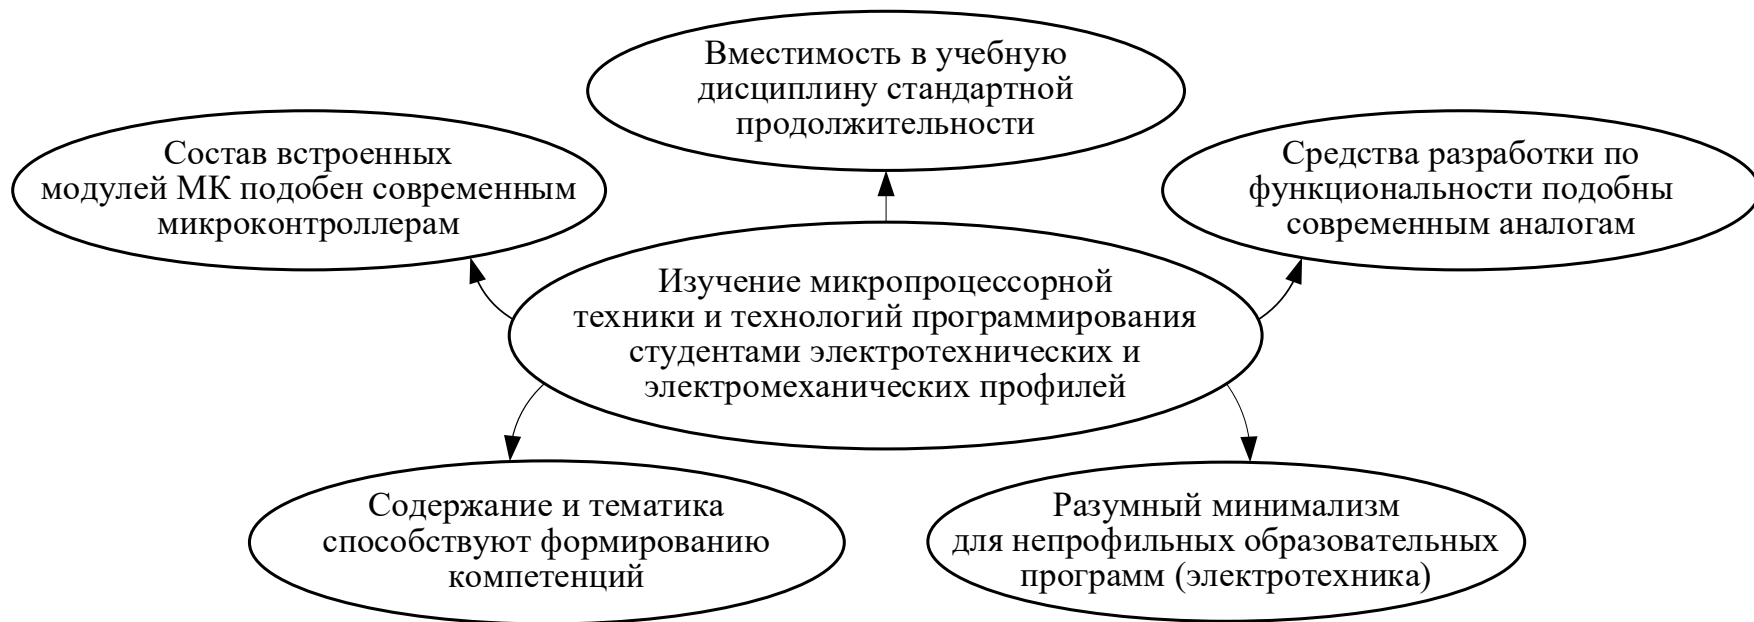 Вместимость в учебную
дисциплину стандартной
продолжительности
Состав встроенных
модулей МК подобен современным
микроконтроллерам
Средства разработки по
функциональности подобны
современным аналогам
Изучение микропроцессорной
техники и технологий программирования
студентами электротехнических и
электромеханических профилей
Содержание и тематика
способствуют формированию
компетенций
Разумный минимализм
для непрофильных образовательных
программ (электротехника)